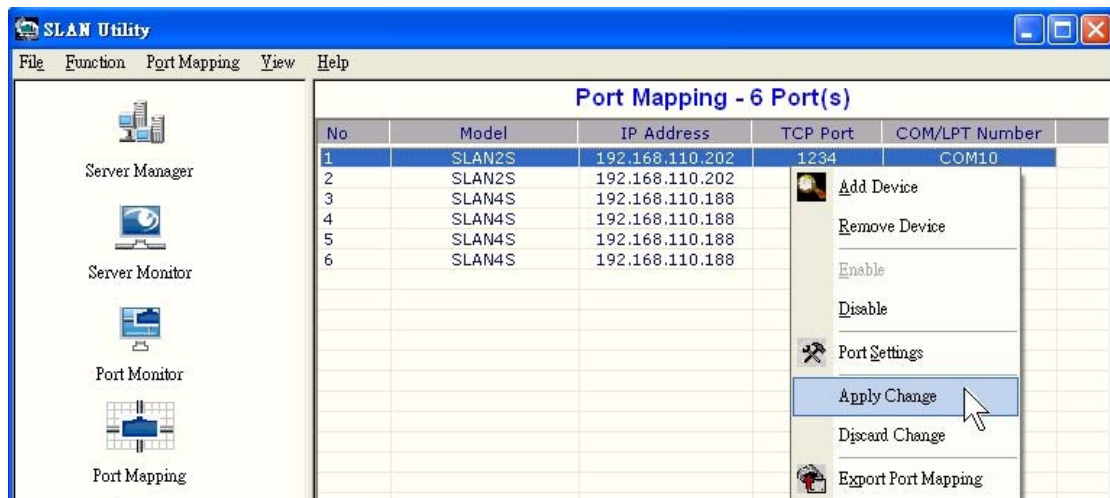 SLAN Utility
File Function Port Mapping View Help
Server Manager
Server Monitor
Port Monitor
Port Mapping
Port Mapping - 6 Port(s)
No Model IP Address TCP Port COM/LPT Number
1 SLAN2S 192.168.110.202 1234 COM10
2 SLAN2S 192.168.110.202
3 SLAN4S 192.168.110.188
4 SLAN4S 192.168.110.188
5 SLAN4S 192.168.110.188
6 SLAN4S 192.168.110.188
Add Device
Remove Device
Enable
Disable
Port Settings
Apply Change
Discard Change
Export Port Mapping